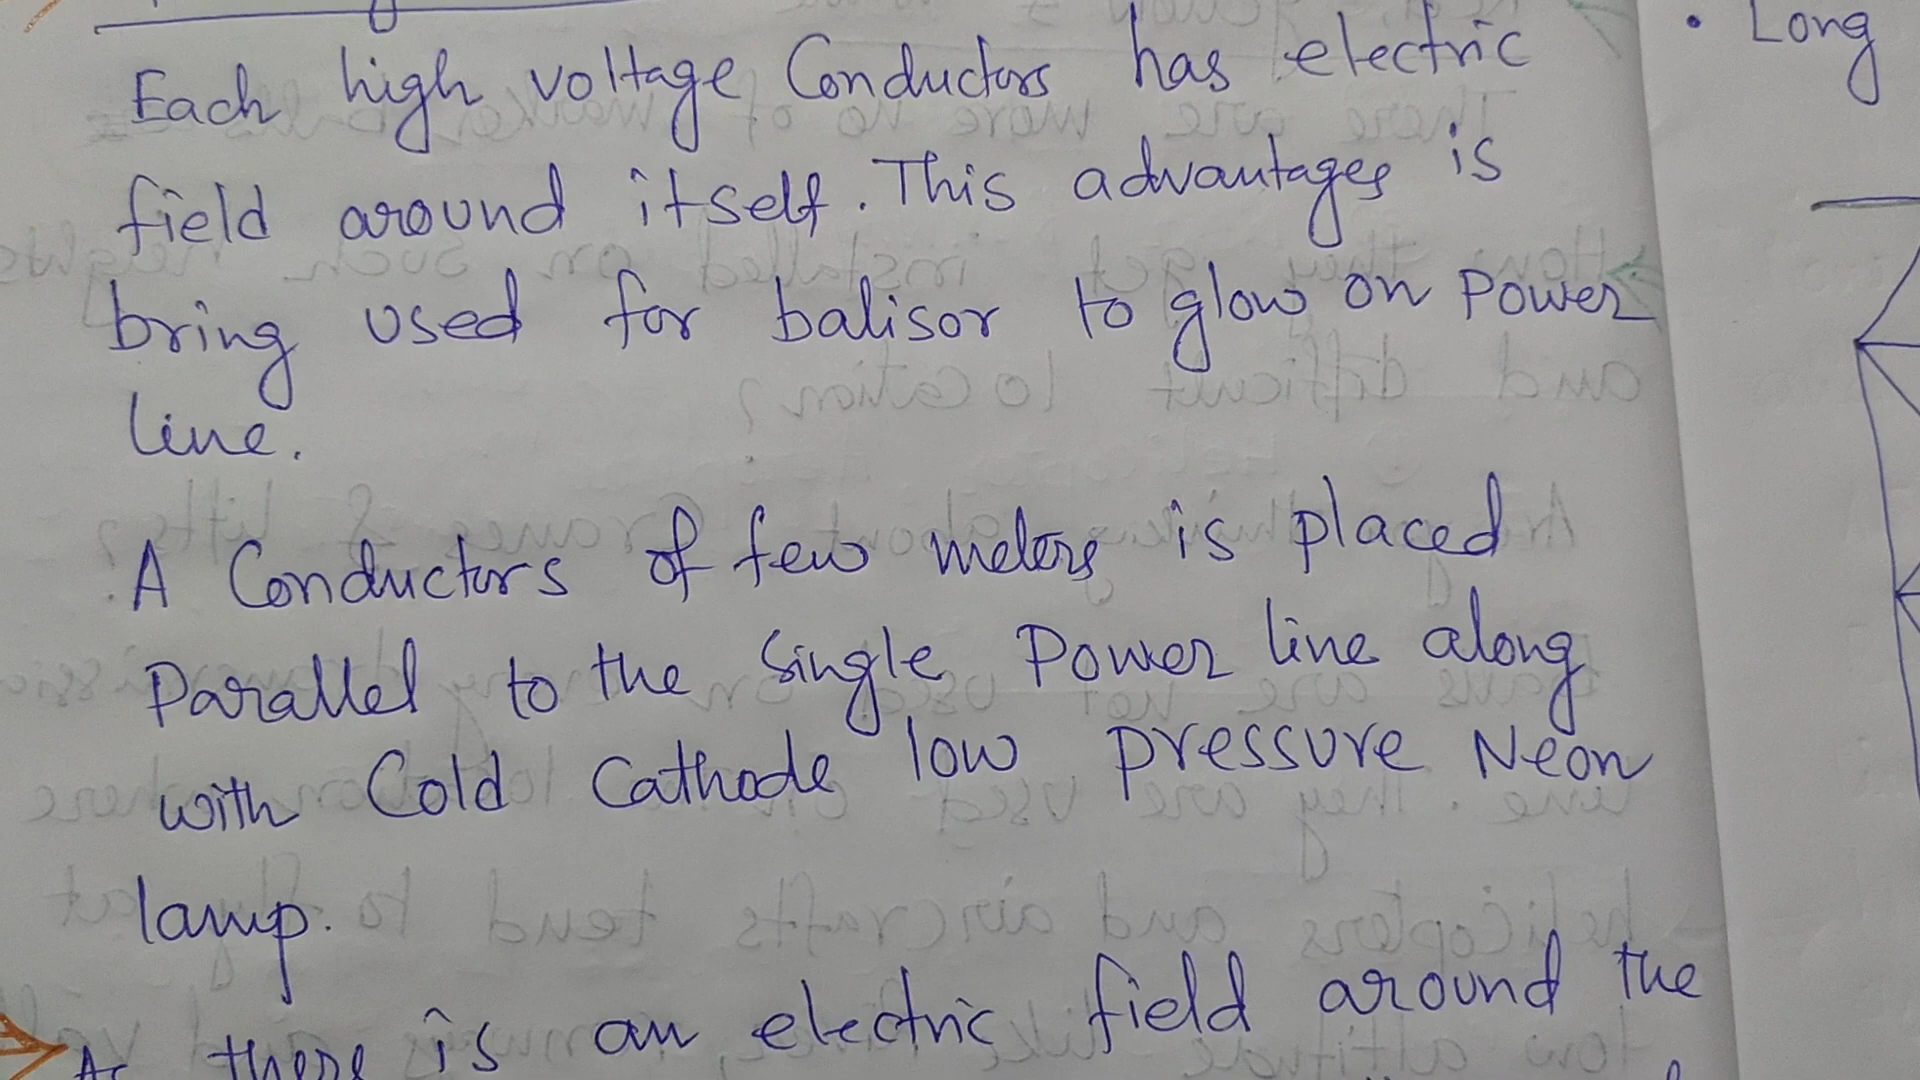 Each high voltage Conductors has electric
field around itself. This advantages is
bring used for balisor to glow on Power
line.
A Conductors of few meters is placed
Parallel to the Single Power line along
with Cold Cathode low pressure Neon
lamp.
As there is an electric field around the
• Long